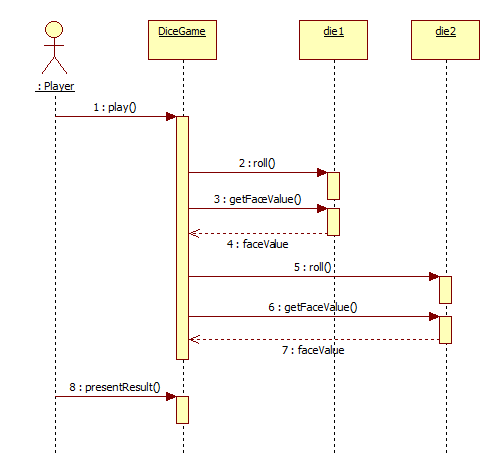 DiceGame
die1
die2
: Player
1 : play()
2 : roll()
3 : getFaceValue()
4 : faceValue
5 : roll()
6 : getFaceValue()
7 : faceValue
8 : presentResult()